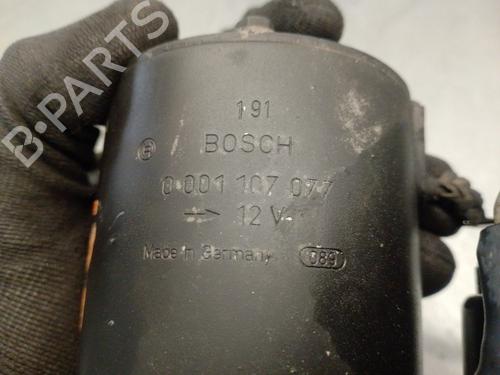 191
BOSCH
0 001 107 077
12 V
Made in Germany 089
B-PARTS